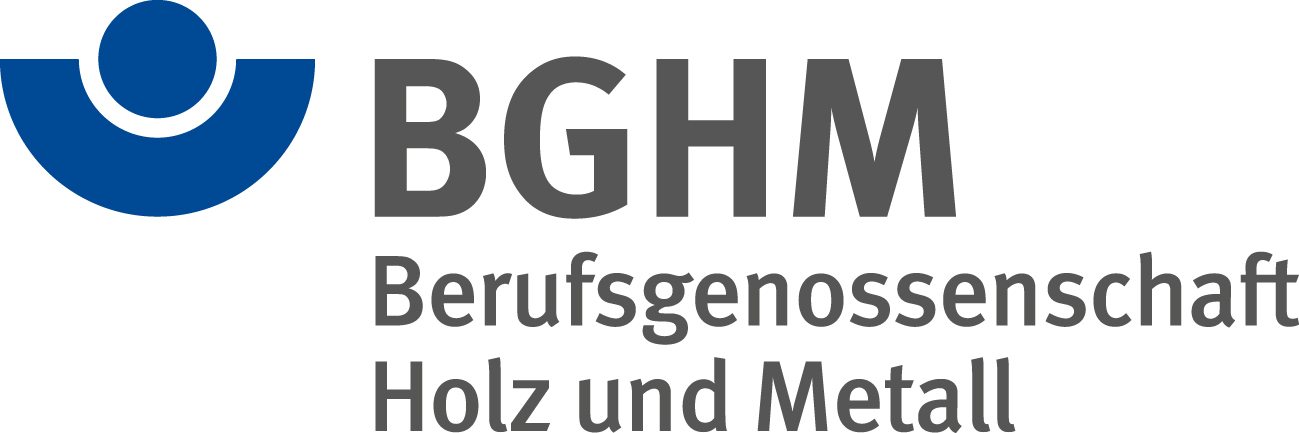 BGHM
Berufsgenossenschaft
Holz und Metall